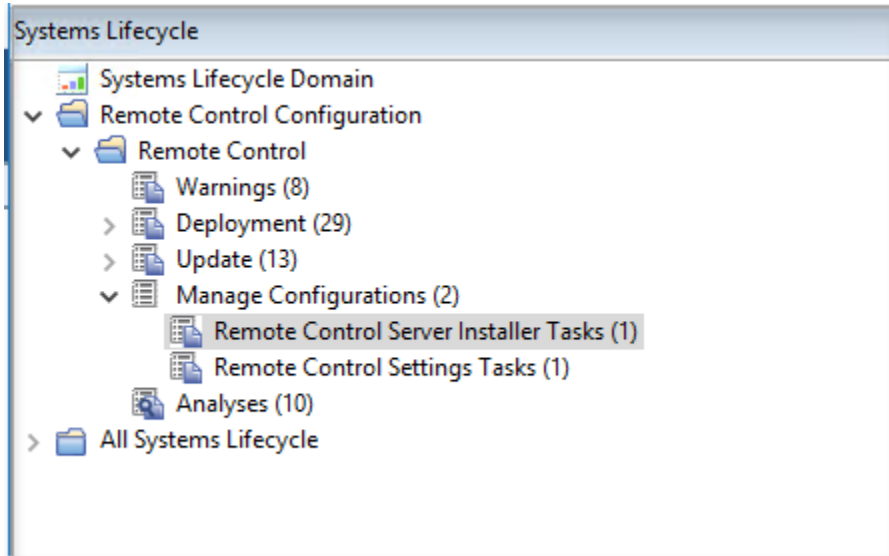 Systems Lifecycle
Systems Lifecycle Domain
Remote Control Configuration
Remote Control
Warnings (8)
Deployment (29)
Update (13)
Manage Configurations (2)
Remote Control Server Installer Tasks (1)
Remote Control Settings Tasks (1)
Analyses (10)
All Systems Lifecycle